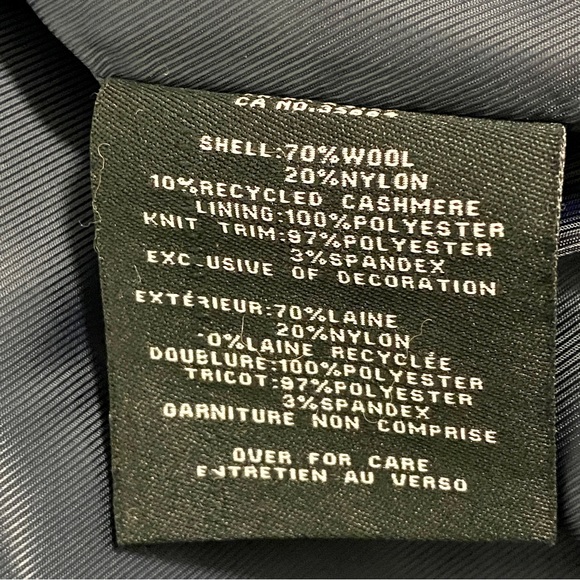 CA NO.
SHELL:70%WOOL
20%NYLON
10%RECYCLED CASHMERE
LINING:100%POLYESTER
KNIT TRIM:97%POLYESTER
3%SPANDEX
EXCLUSIVE OF DECORATION
EXTÉRIEUR:70%LAINE
20%NYLON
10%LAINE RECYCLÉE
DOUBLURE:100%POLYESTER
TRICOT:97%POLYESTER
3%SPANDEX
GARNITURE NON COMPRISE
OVER FOR CARE
ENTRETIEN AU VERSO